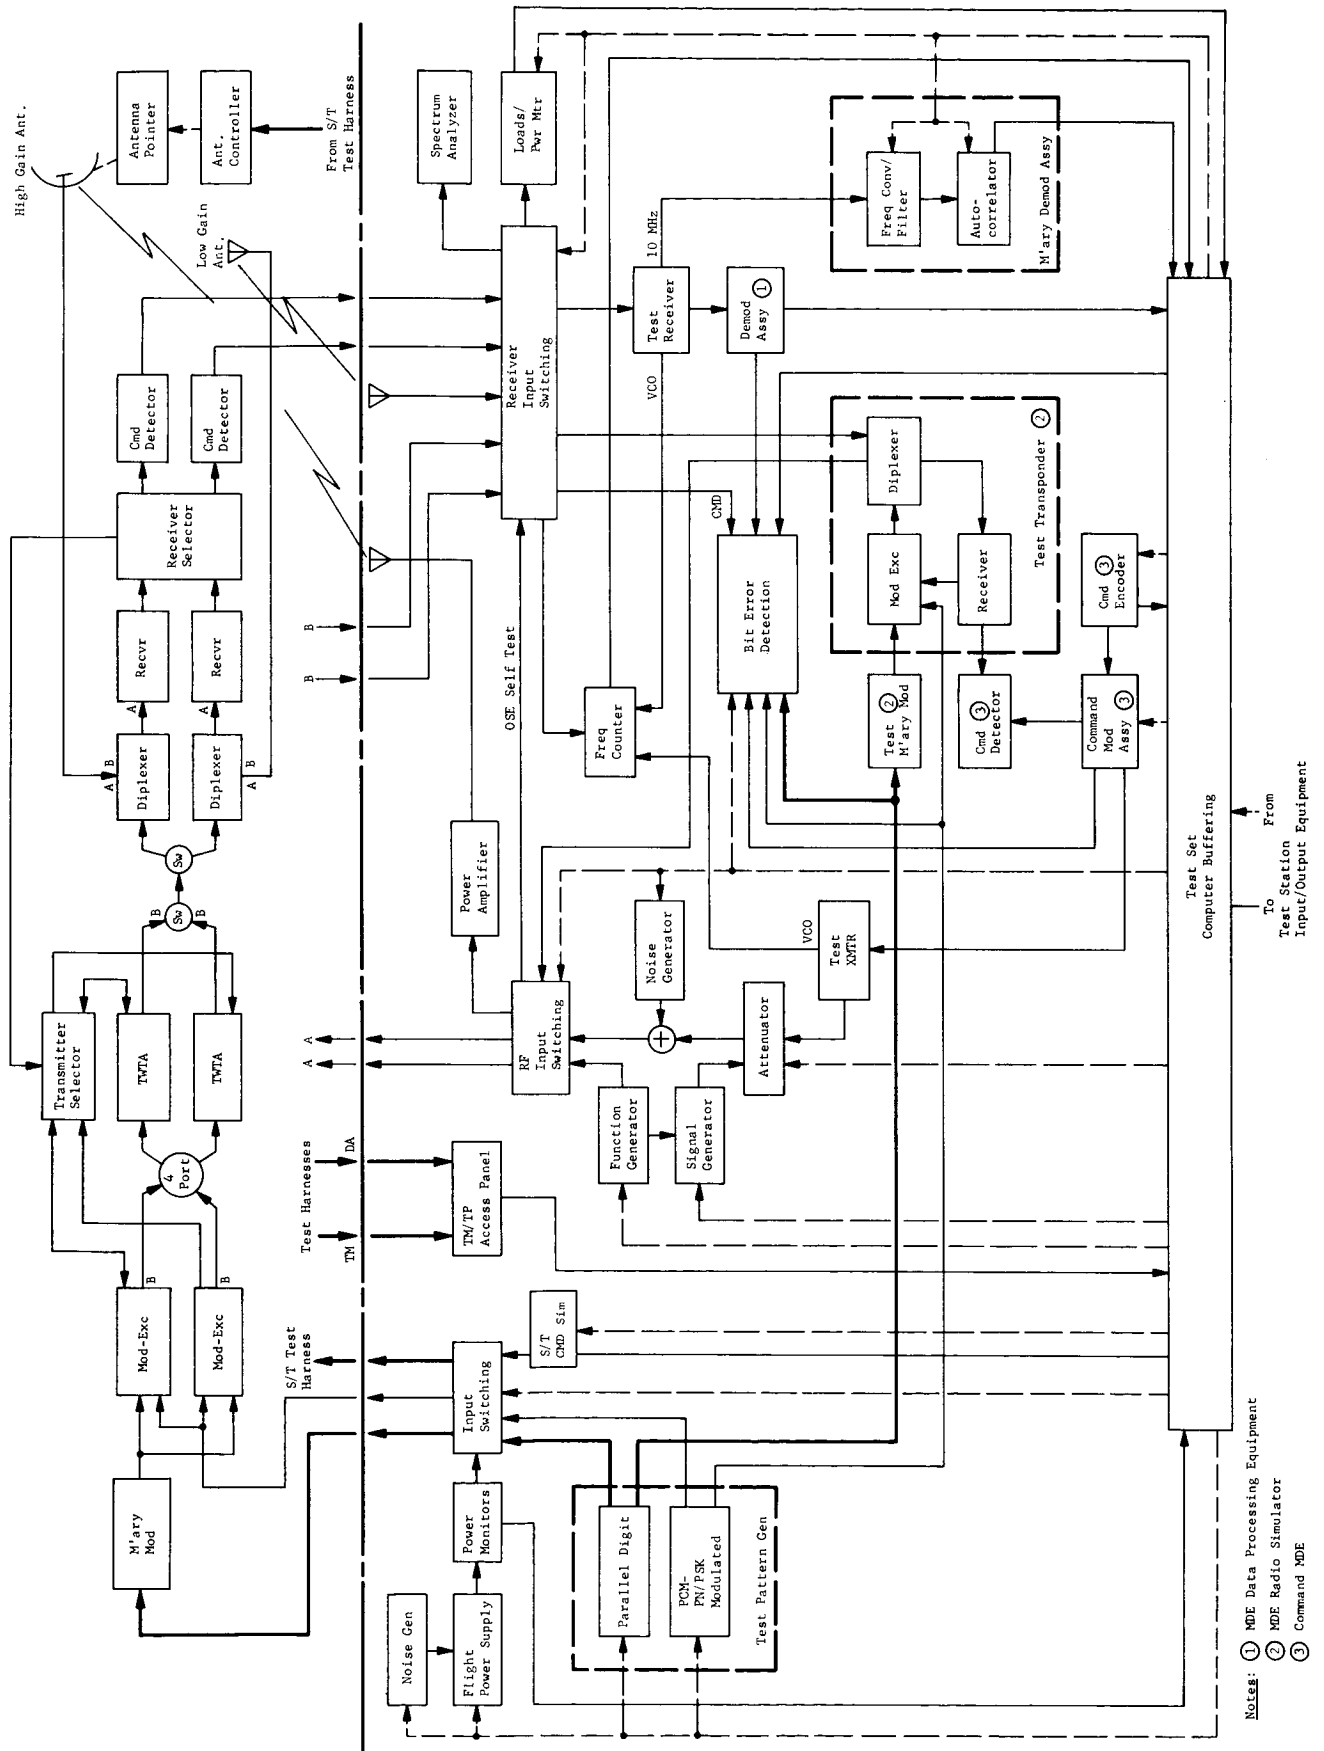 High Gain Ant.
Antenna
Pointer
Ant.
Controller
From S/T
Test Harness
Low Gain
Ant.
Cmd
Detector
Cmd
Detector
Receiver
Selector
Recvr
Recvr
A
A
Diplexer
A
B
Diplexer
A
B
Sw
Sw
B
B
Transmitter
Selector
TWTA
TWTA
4
Port
Mod-Exc
B
Mod-Exc
B
M'ary
Mod
S/T Test
Harness
Test Harnesses
TM
DA
A
A
B
B
Spectrum
Analyzer
Loads/
Pwr Mtr
Receiver
Input
Switching
OSE Self Test
Power
Amplifier
RF
Input
Switching
TM/TP
Access Panel
Input
Switching
Power
Monitors
Flight
Power Supply
Noise Gen
S/T
CMD Sim
Function
Generator
Signal
Generator
Noise
Generator
+
Attenuator
Test
XMTR
VCO
Freq
Counter
VCO
Test
Receiver
10 MHz
Demod
Assy 1
CMD
Bit Error
Detection
Freq Conv/
Filter
Auto-
correlator
M'ary Demod Assy
Diplexer
Mod Exc
Receiver
Test Transponder 2
Test 2
M'ary Mod
Cmd 3
Detector
Cmd 3
Encoder
Command
Mod
Assy 3
Parallel Digit
PCM-
PN/PSK
Modulated
Test Pattern Gen
Test Set
Computer Buffering
To
From
Test Station
Input/Output Equipment
Notes: 1 MDE Data Processing Equipment
2 MDE Radio Simulator
3 Command MDE